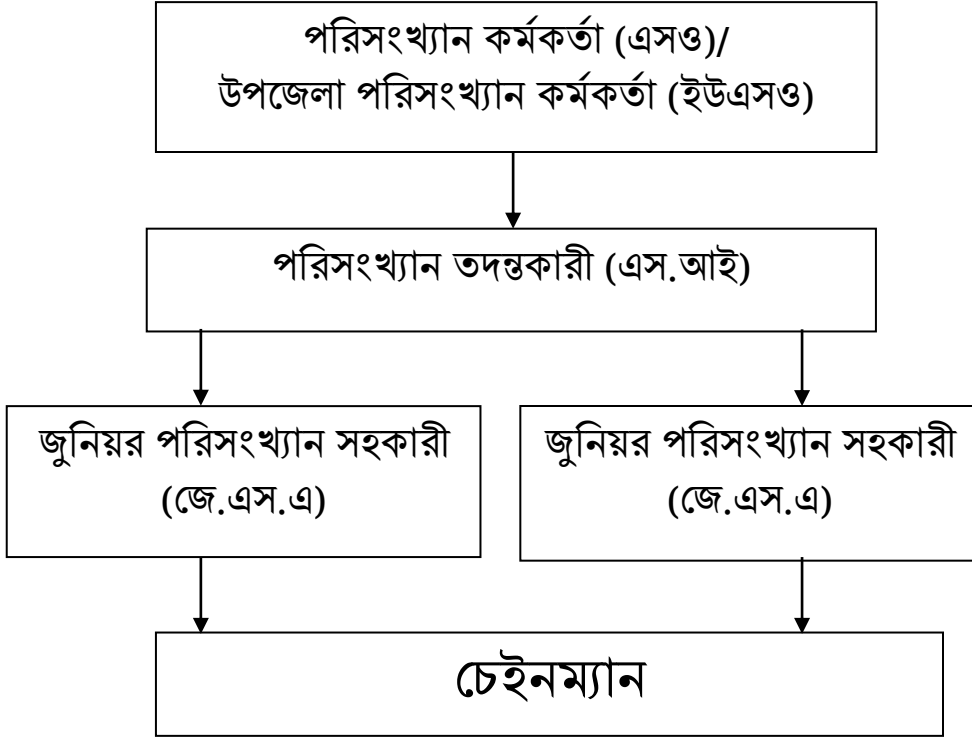 পরিসংখ্যান কর্মকর্তা (এসও)/
উপজেলা পরিসংখ্যান কর্মকর্তা (ইউএসও)
পরিসংখ্যান তদন্তকারী (এস.আই)
জুনিয়র পরিসংখ্যান সহকারী
(জে.এস.এ)
জুনিয়র পরিসংখ্যান সহকারী
(জে.এস.এ)
চেইনম্যান